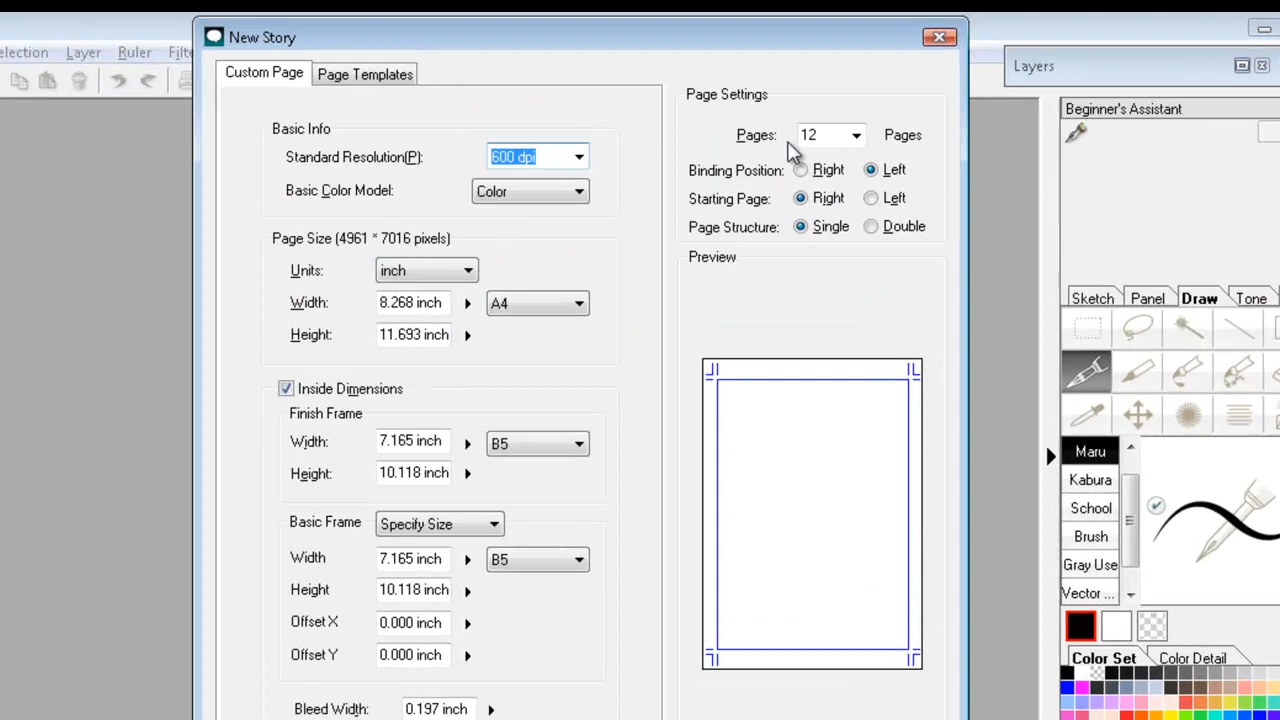 New Story
election Layer Ruler Filte
Layers
Custom Page Page Templates
Page Settings
Beginner's Assistant
Basic Info
Pages: 12 Pages
Standard Resolution(P): 600 dpi
Binding Position: Right Left
Basic Color Model: Color
Starting Page: Right Left
Page Structure: Single Double
Page Size (4961 * 7016 pixels)
Preview
Units: inch
Width: 8.268 inch A4
Sketch Panel Draw Tone
Height: 11.693 inch
Inside Dimensions
Finish Frame
Width: 7.165 inch B5
Height: 10.118 inch
Maru
Kabura
School
Brush
Gray Use
Vector ...
Basic Frame Specify Size
Width 7.165 inch B5
Height 10.118 inch
Offset X 0.000 inch
Offset Y 0.000 inch
Color Set Color Detail
Bleed Width: 0.197 inch